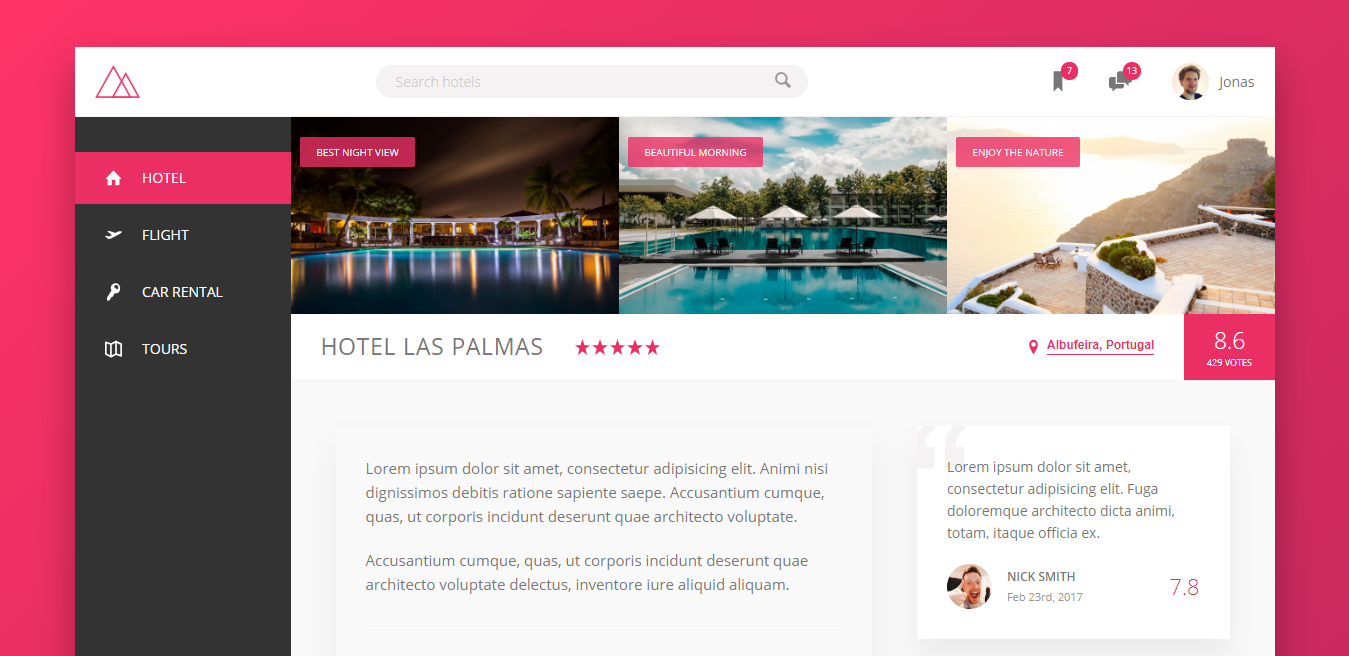 Search hotels
7
13
Jonas
HOTEL
FLIGHT
CAR RENTAL
TOURS
BEST NIGHT VIEW
BEAUTIFUL MORNING
ENJOY THE NATURE
HOTEL LAS PALMAS
Albufeira, Portugal
8.6
429 VOTES
Lorem ipsum dolor sit amet, consectetur adipisicing elit. Animi nisi
dignissimos debitis ratione sapiente saepe. Accusantium cumque,
quas, ut corporis incidunt deserunt quae architecto voluptate.
Accusantium cumque, quas, ut corporis incidunt deserunt quae
architecto voluptate delectus, inventore iure aliquid aliquam.
Lorem ipsum dolor sit amet,
consectetur adipisicing elit. Fuga
doloremque architecto dicta animi,
totam, itaque officia ex.
NICK SMITH
Feb 23rd, 2017
7.8